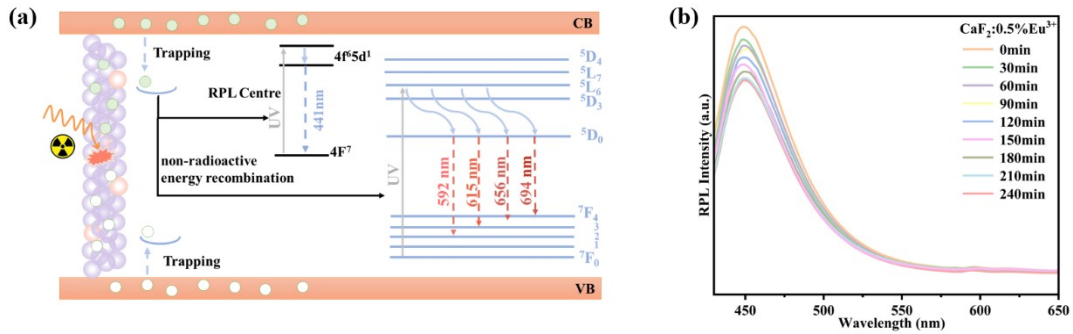 (a)
CB
Trapping
4f⁶5d¹
RPL Centre
UV
441nm
4F⁷
non-radioactive
energy recombination
Trapping
VB
⁵D₄
⁵L₇
⁵L₆
⁵D₃
⁵D₀
UV
592 nm
615 nm
656 nm
694 nm
⁷F₄
3
2
1
⁷F₀
(b)
CaF₂:0.5%Eu³⁺
0min
30min
60min
90min
120min
150min
180min
210min
240min
RPL Intensity (a.u.)
450 500 550 600 650
Wavelength (nm)